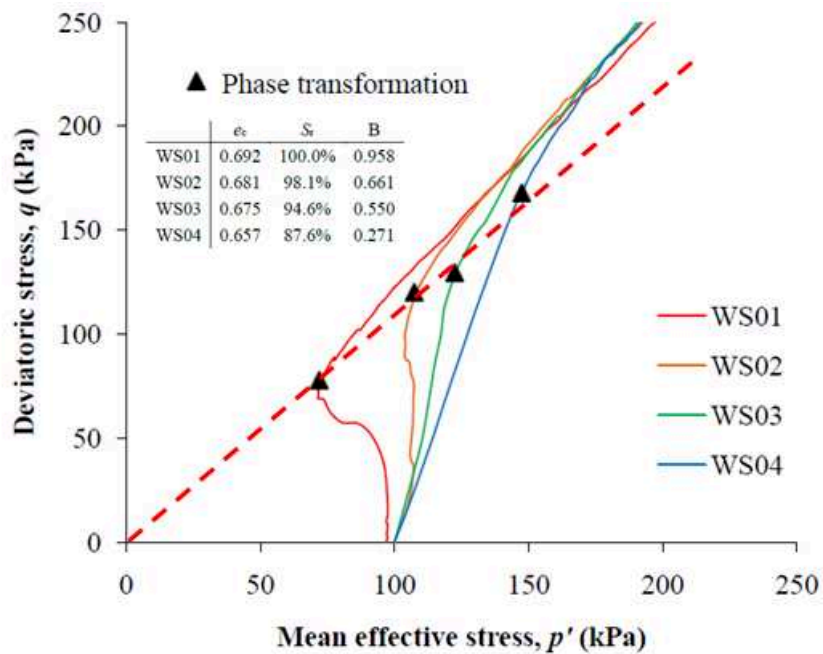 250
200
150
100
50
0
Deviatoric stress, q (kPa)
Phase transformation
ec Sr B
WS01 0.692 100.0% 0.958
WS02 0.681 98.1% 0.661
WS03 0.675 94.6% 0.550
WS04 0.657 87.6% 0.271
WS01
WS02
WS03
WS04
0 50 100 150 200 250
Mean effective stress, p' (kPa)